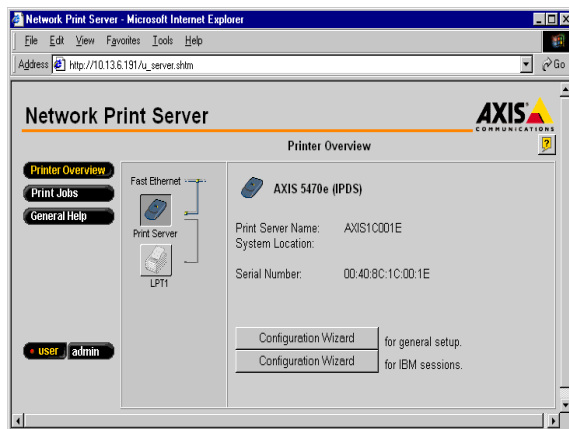 Network Print Server - Microsoft Internet Explorer
File Edit View Favorites Tools Help
Address http://10.13.6.191/u_server.shtm Go
Network Print Server
AXIS
COMMUNICATIONS
Printer Overview
?
Printer Overview
Print Jobs
General Help
Fast Ethernet
Print Server
LPT1
AXIS 5470e (IPDS)
Print Server Name: AXIS1C001E
System Location:
Serial Number: 00:40:8C:1C:00:1E
Configuration Wizard for general setup.
Configuration Wizard for IBM sessions.
user admin